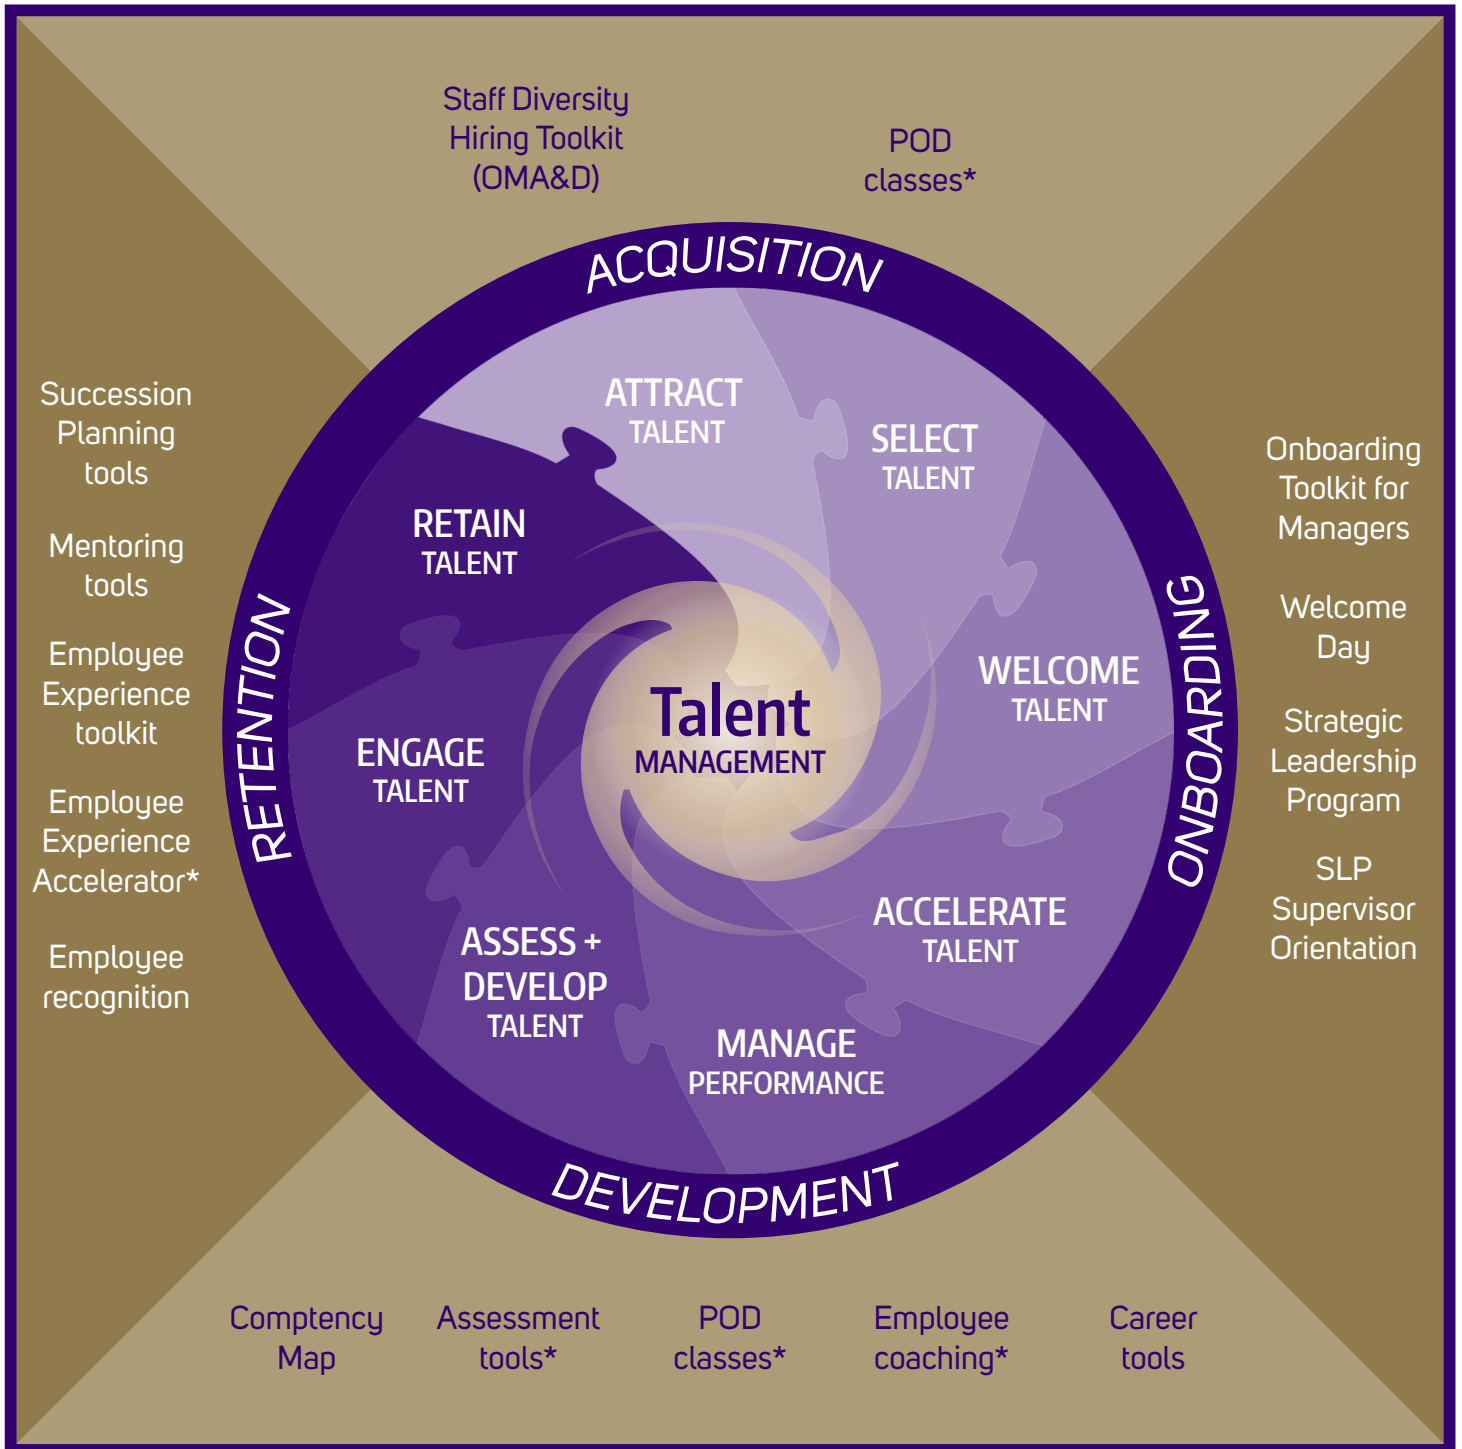 Staff Diversity
Hiring Toolkit
(OMA&D)
POD
classes*
ACQUISITION
ONBOARDING
DEVELOPMENT
RETENTION
ATTRACT
TALENT
SELECT
TALENT
WELCOME
TALENT
ACCELERATE
TALENT
MANAGE
PERFORMANCE
ASSESS +
DEVELOP
TALENT
ENGAGE
TALENT
RETAIN
TALENT
Talent
MANAGEMENT
Onboarding
Toolkit for
Managers
Welcome
Day
Strategic
Leadership
Program
SLP
Supervisor
Orientation
Comptency
Map
Assessment
tools*
POD
classes*
Employee
coaching*
Career
tools
Succession
Planning
tools
Mentoring
tools
Employee
Experience
toolkit
Employee
Experience
Accelerator*
Employee
recognition